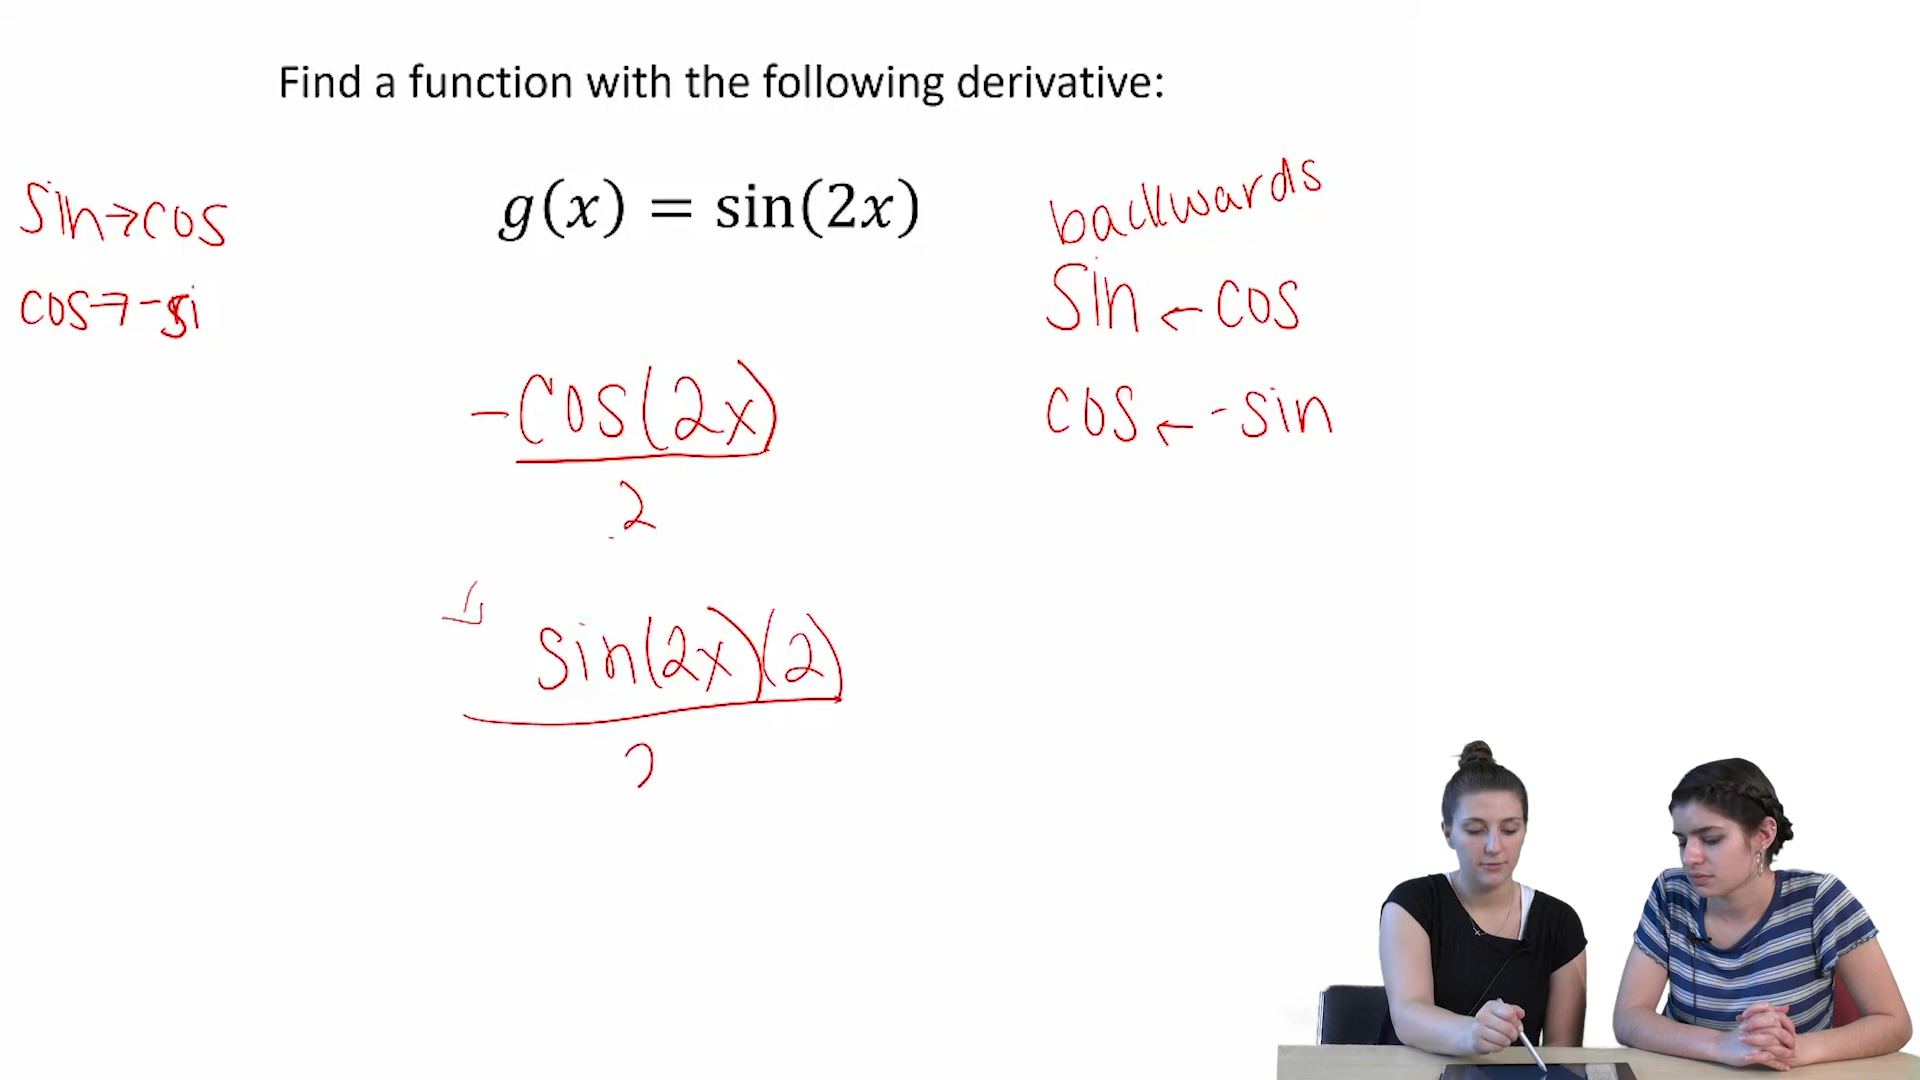 Find a function with the following derivative:
g(x) = sin(2x)
sin→cos
cos→-si
backwards
sin ← cos
cos ← -sin
-cos(2x)
2
sin(2x)(2)
2